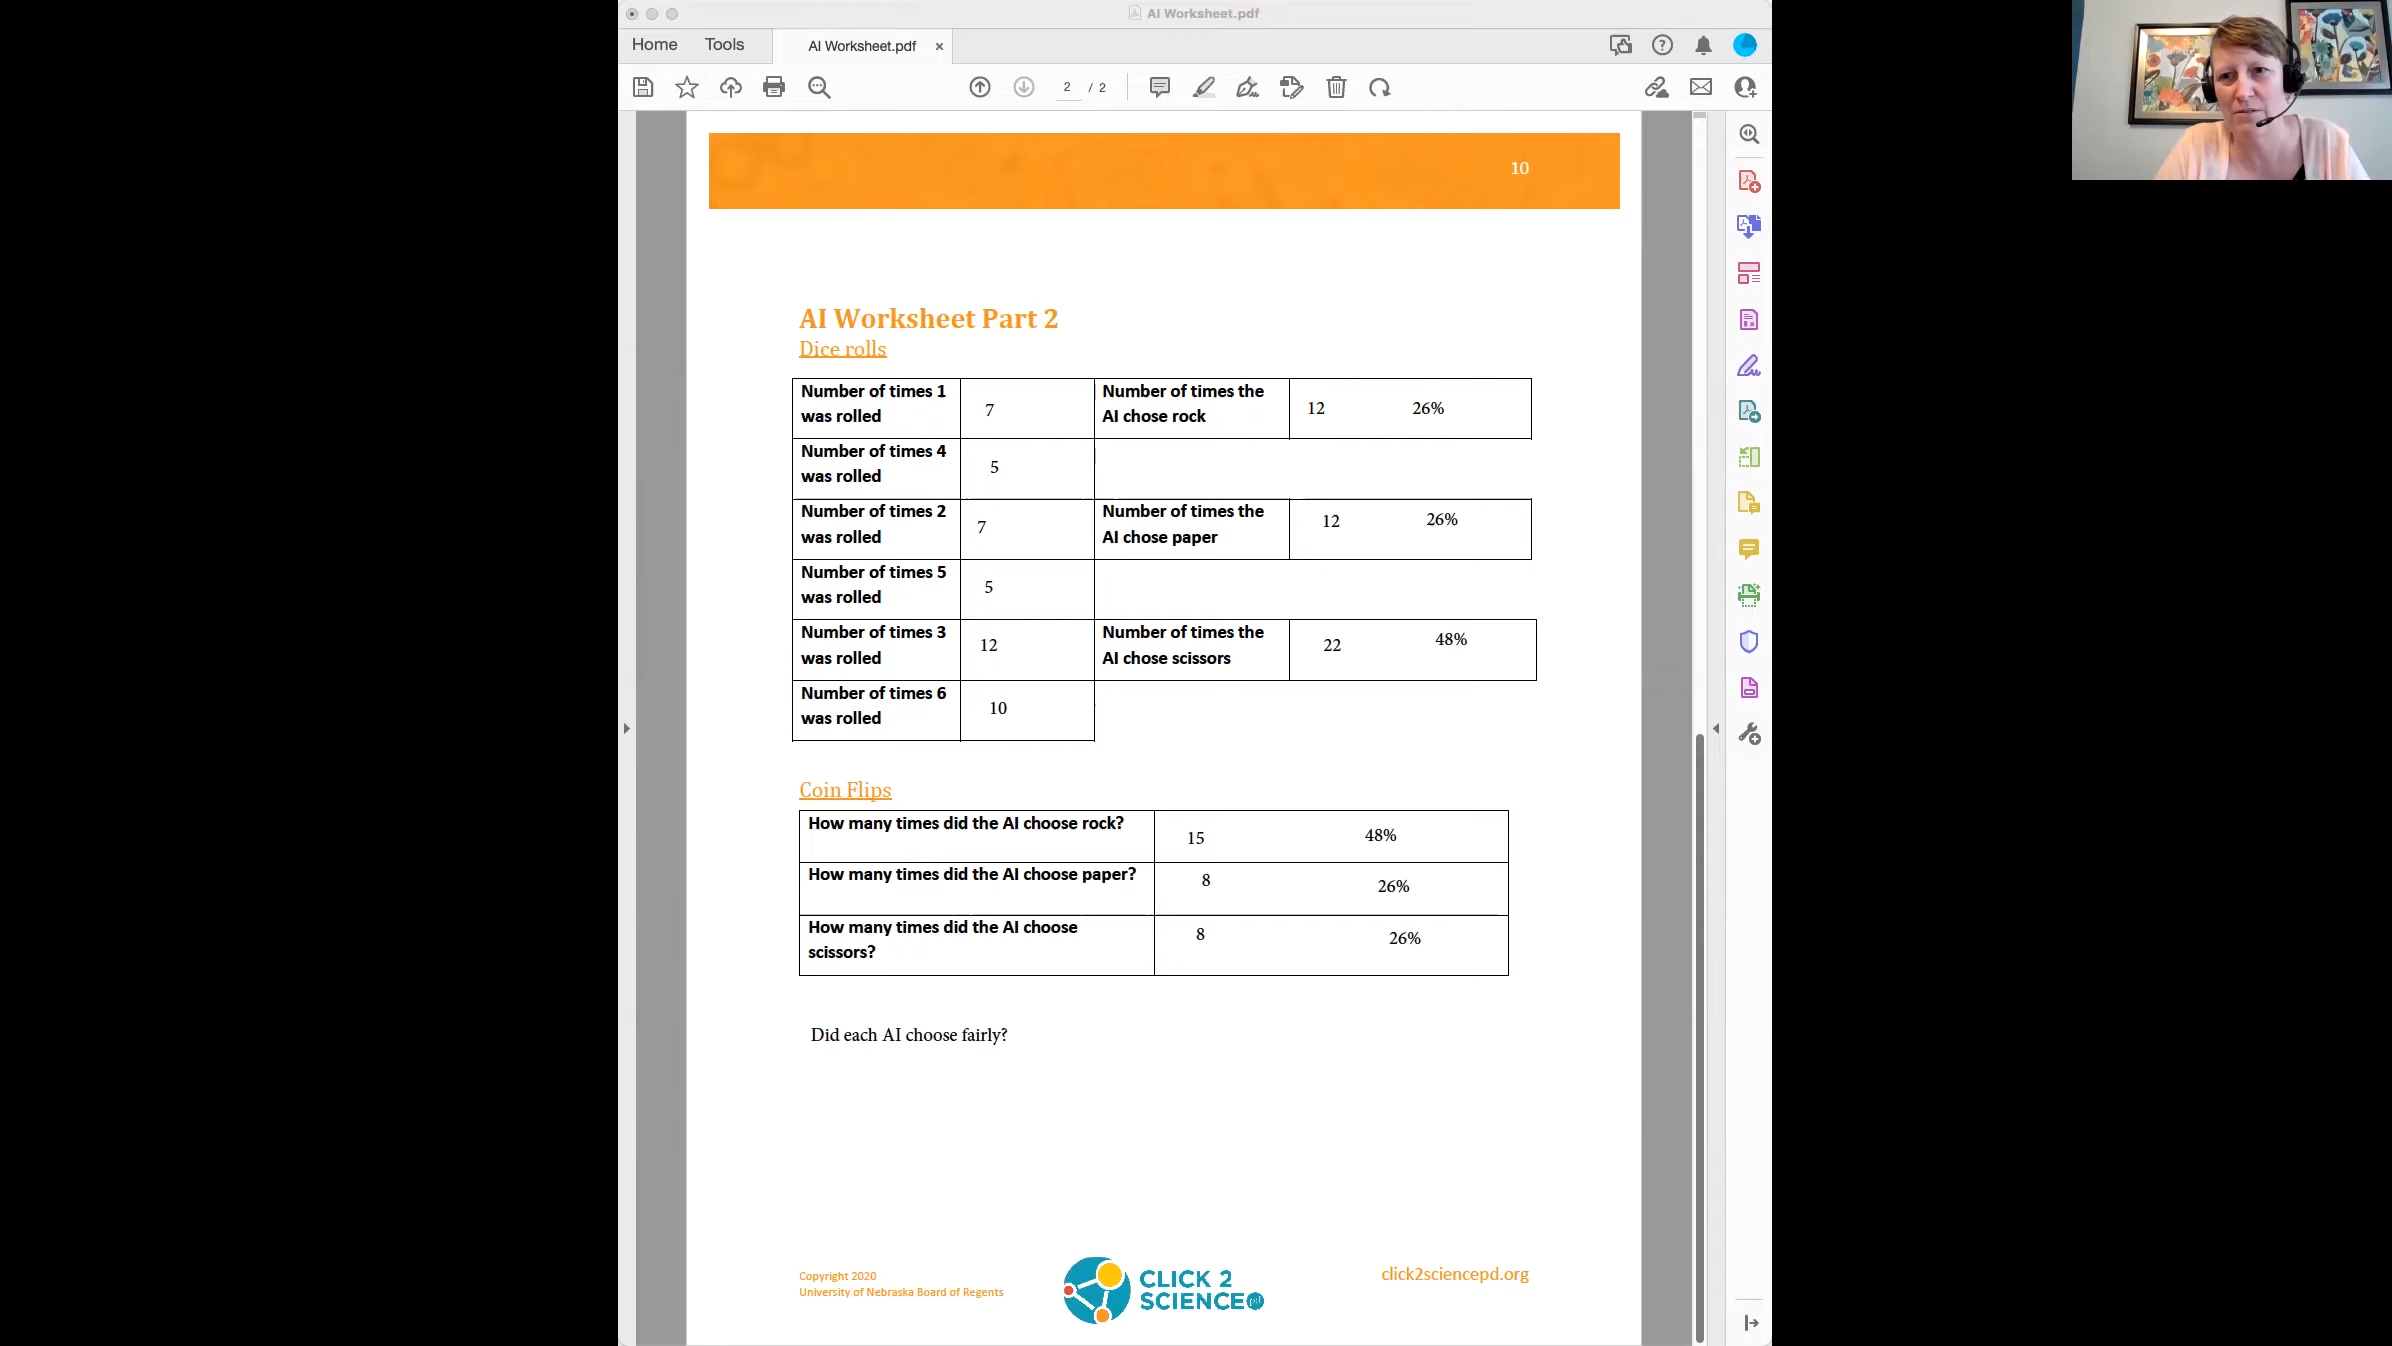 AI Worksheet.pdf
Home Tools AI Worksheet.pdf ×
2 / 2
10
AI Worksheet Part 2
Dice rolls
Number of times 1
was rolled
7
Number of times the
AI chose rock
12 26%
Number of times 4
was rolled
5
Number of times 2
was rolled
7
Number of times the
AI chose paper
12 26%
Number of times 5
was rolled
5
Number of times 3
was rolled
12
Number of times the
AI chose scissors
22 48%
Number of times 6
was rolled
10
Coin Flips
How many times did the AI choose rock?
15 48%
How many times did the AI choose paper?
8 26%
How many times did the AI choose
scissors?
8 26%
Did each AI choose fairly?
Copyright 2020
University of Nebraska Board of Regents
CLICK 2
SCIENCE pd
click2sciencepd.org